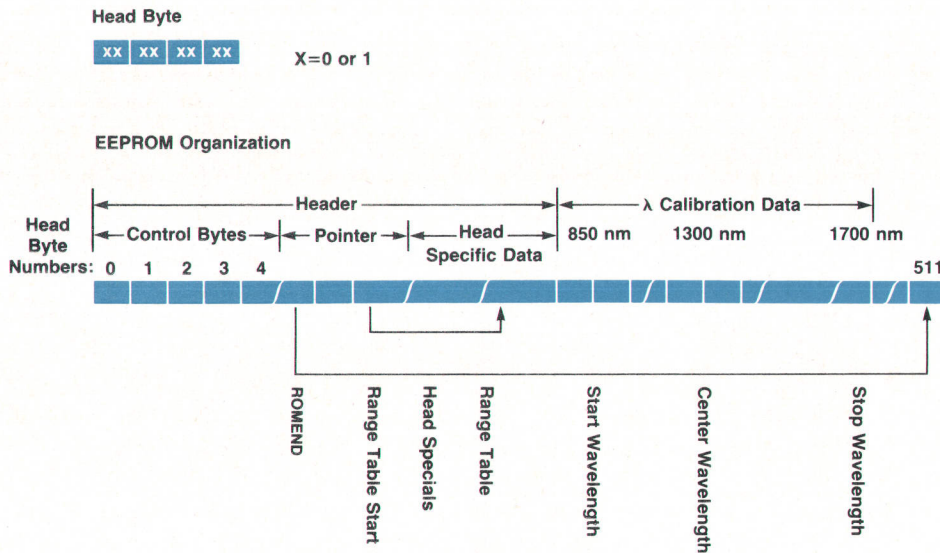 Head Byte
xx xx xx xx
X=0 or 1
EEPROM Organization
Header
λ Calibration Data
Head
Byte
Numbers:
Control Bytes
Pointer
Head
Specific Data
850 nm
1300 nm
1700 nm
0 1 2 3 4
511
ROMEND
Range Table Start
Head Specials
Range Table
Start Wavelength
Center Wavelength
Stop Wavelength